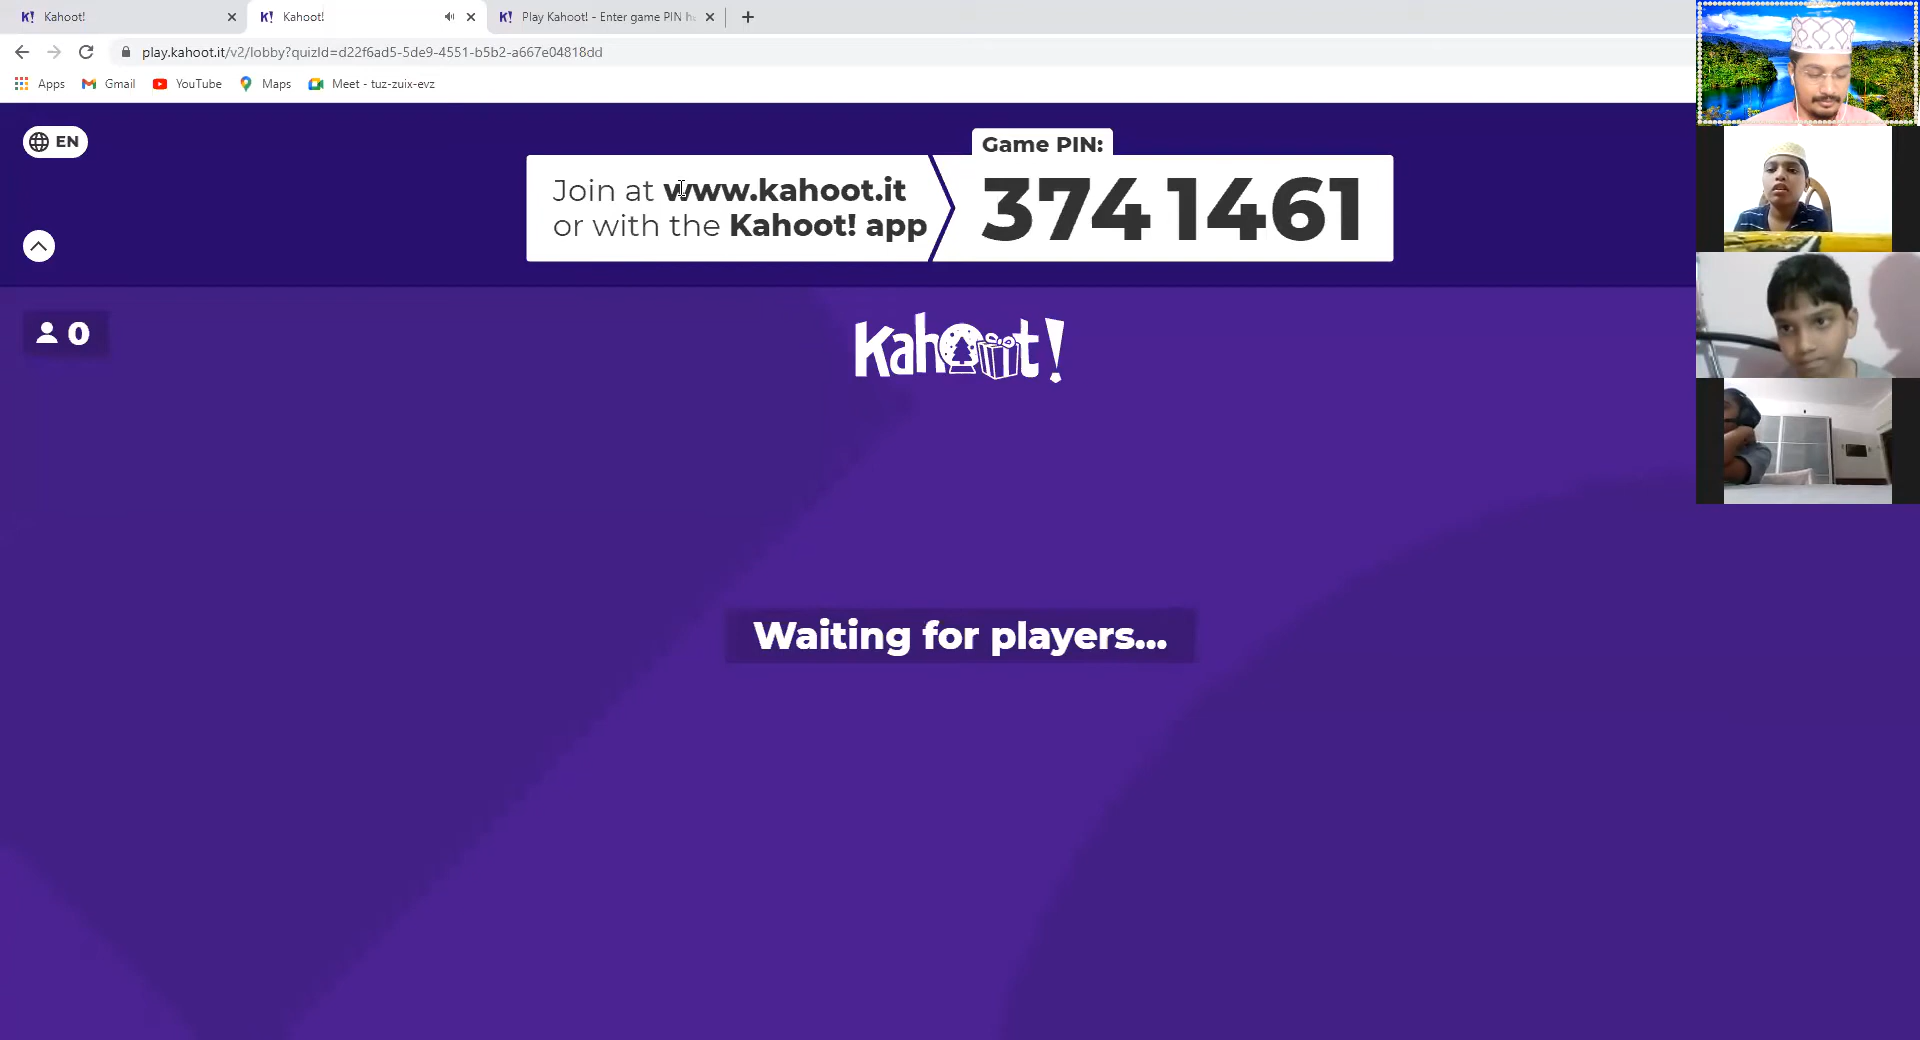 Kahoot!
Kahoot!
Play Kahoot! - Enter game PIN h
play.kahoot.it/v2/lobby?quizId=d22f6ad5-5de9-4551-b5b2-a667e04818dd
Apps
Gmail
YouTube
Maps
Meet - tuz-zuix-evz
EN
Join at www.kahoot.it
or with the Kahoot! app
Game PIN:
374 1461
0
Kahoot!
Waiting for players...